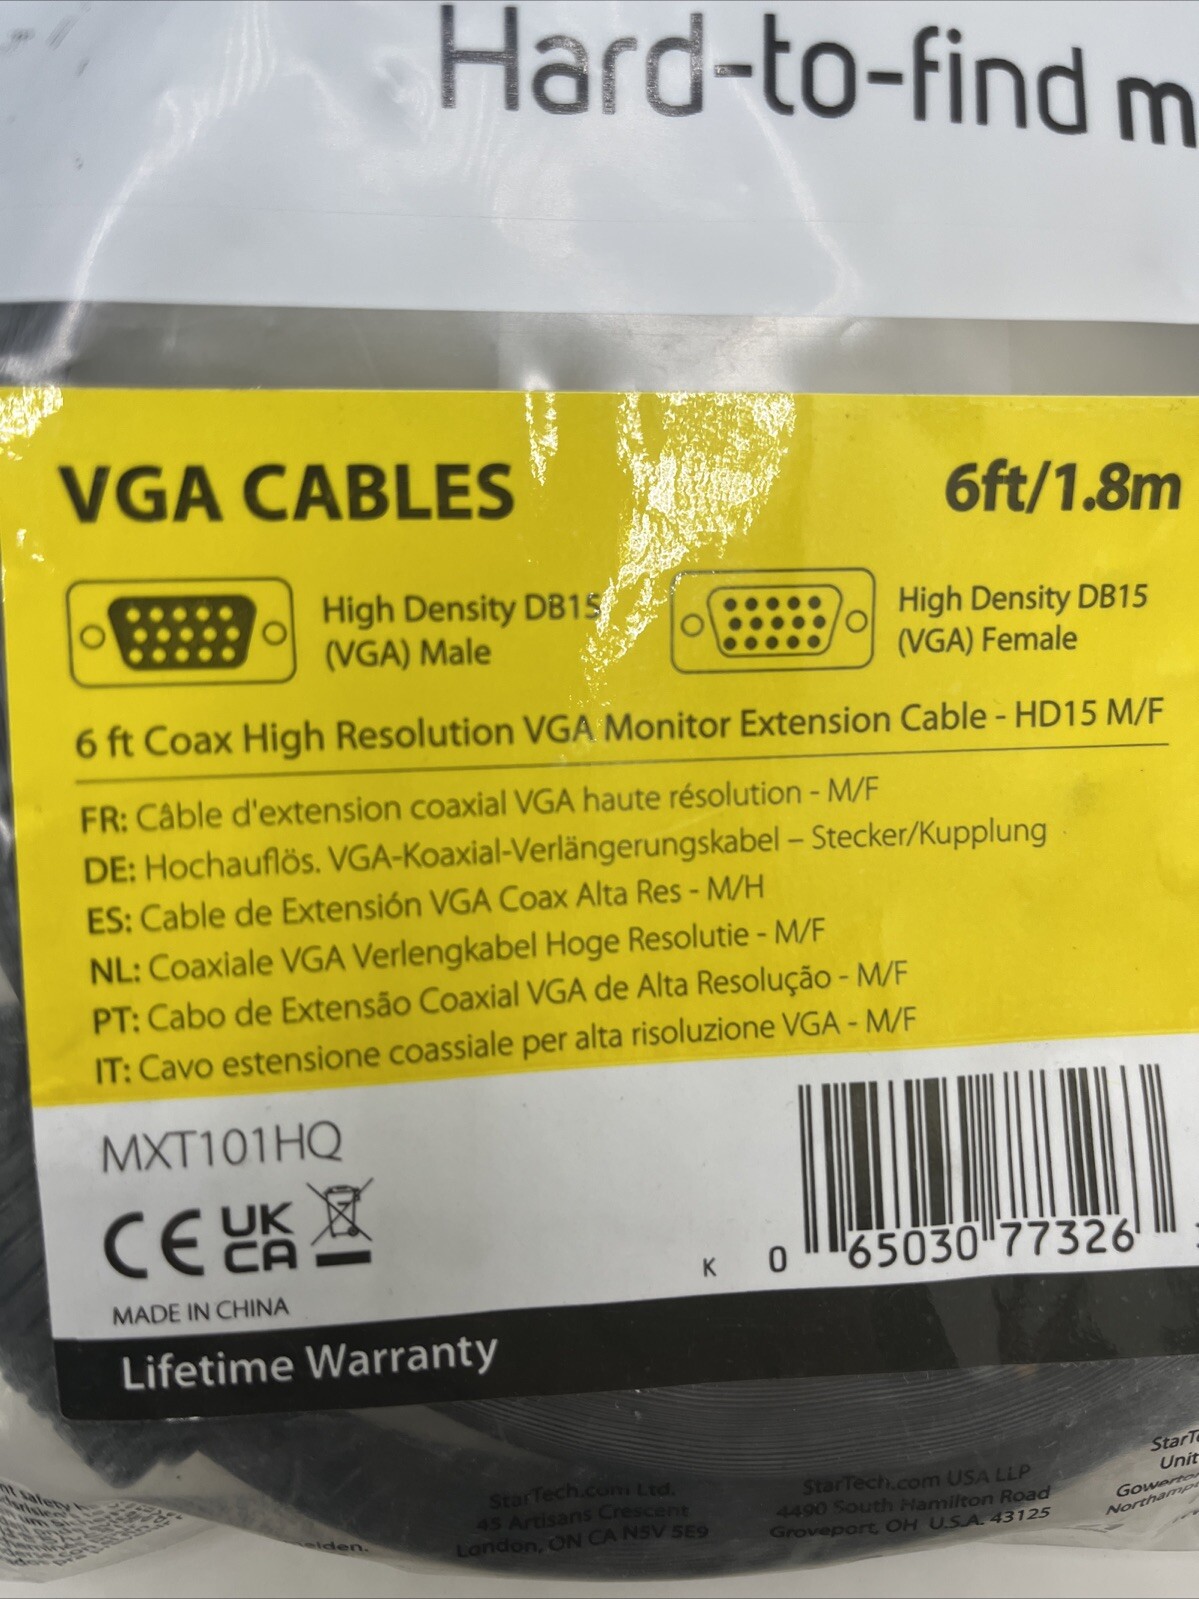 Hard-to-find m
VGA CABLES
6ft/1.8m
High Density DB15
(VGA) Male
High Density DB15
(VGA) Female
6 ft Coax High Resolution VGA Monitor Extension Cable - HD15 M/F
FR: Câble d'extension coaxial VGA haute résolution - M/F
DE: Hochauflös. VGA-Koaxial-Verlängerungskabel – Stecker/Kupplung
ES: Cable de Extensión VGA Coax Alta Res - M/H
NL: Coaxiale VGA Verlengkabel Hoge Resolutie - M/F
PT: Cabo de Extensão Coaxial VGA de Alta Resolução - M/F
IT: Cavo estensione coassiale per alta risoluzione VGA - M/F
MXT101HQ
CE UK
CA
MADE IN CHINA
K 0 65030 77326
Lifetime Warranty
StarTech.com Ltd.
45 Artisans Crescent
London, ON CA N5V 5E9
StarTech.com USA LLP
4490 South Hamilton Road
Groveport, OH U.S.A. 43125
StarT
Unit
Gowerton
Northamp